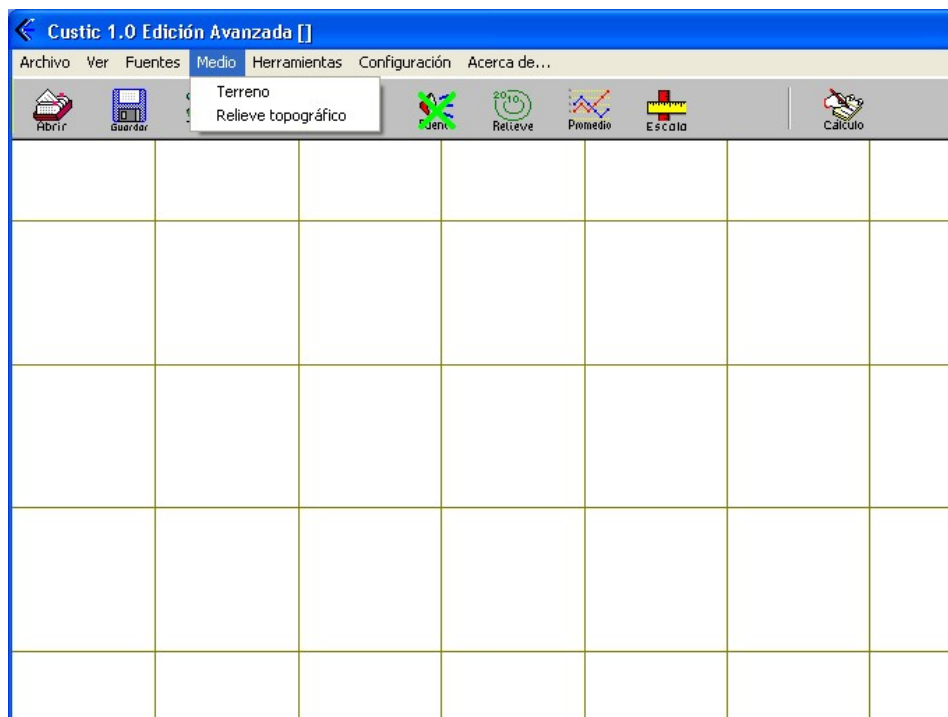 Custic 1.0 Edición Avanzada []
Archivo Ver Fuentes Medio Herramientas Configuración Acerca de...
Terreno
Relieve topográfico
Abrir Guardar Relieve Promedio Escala Cálculo